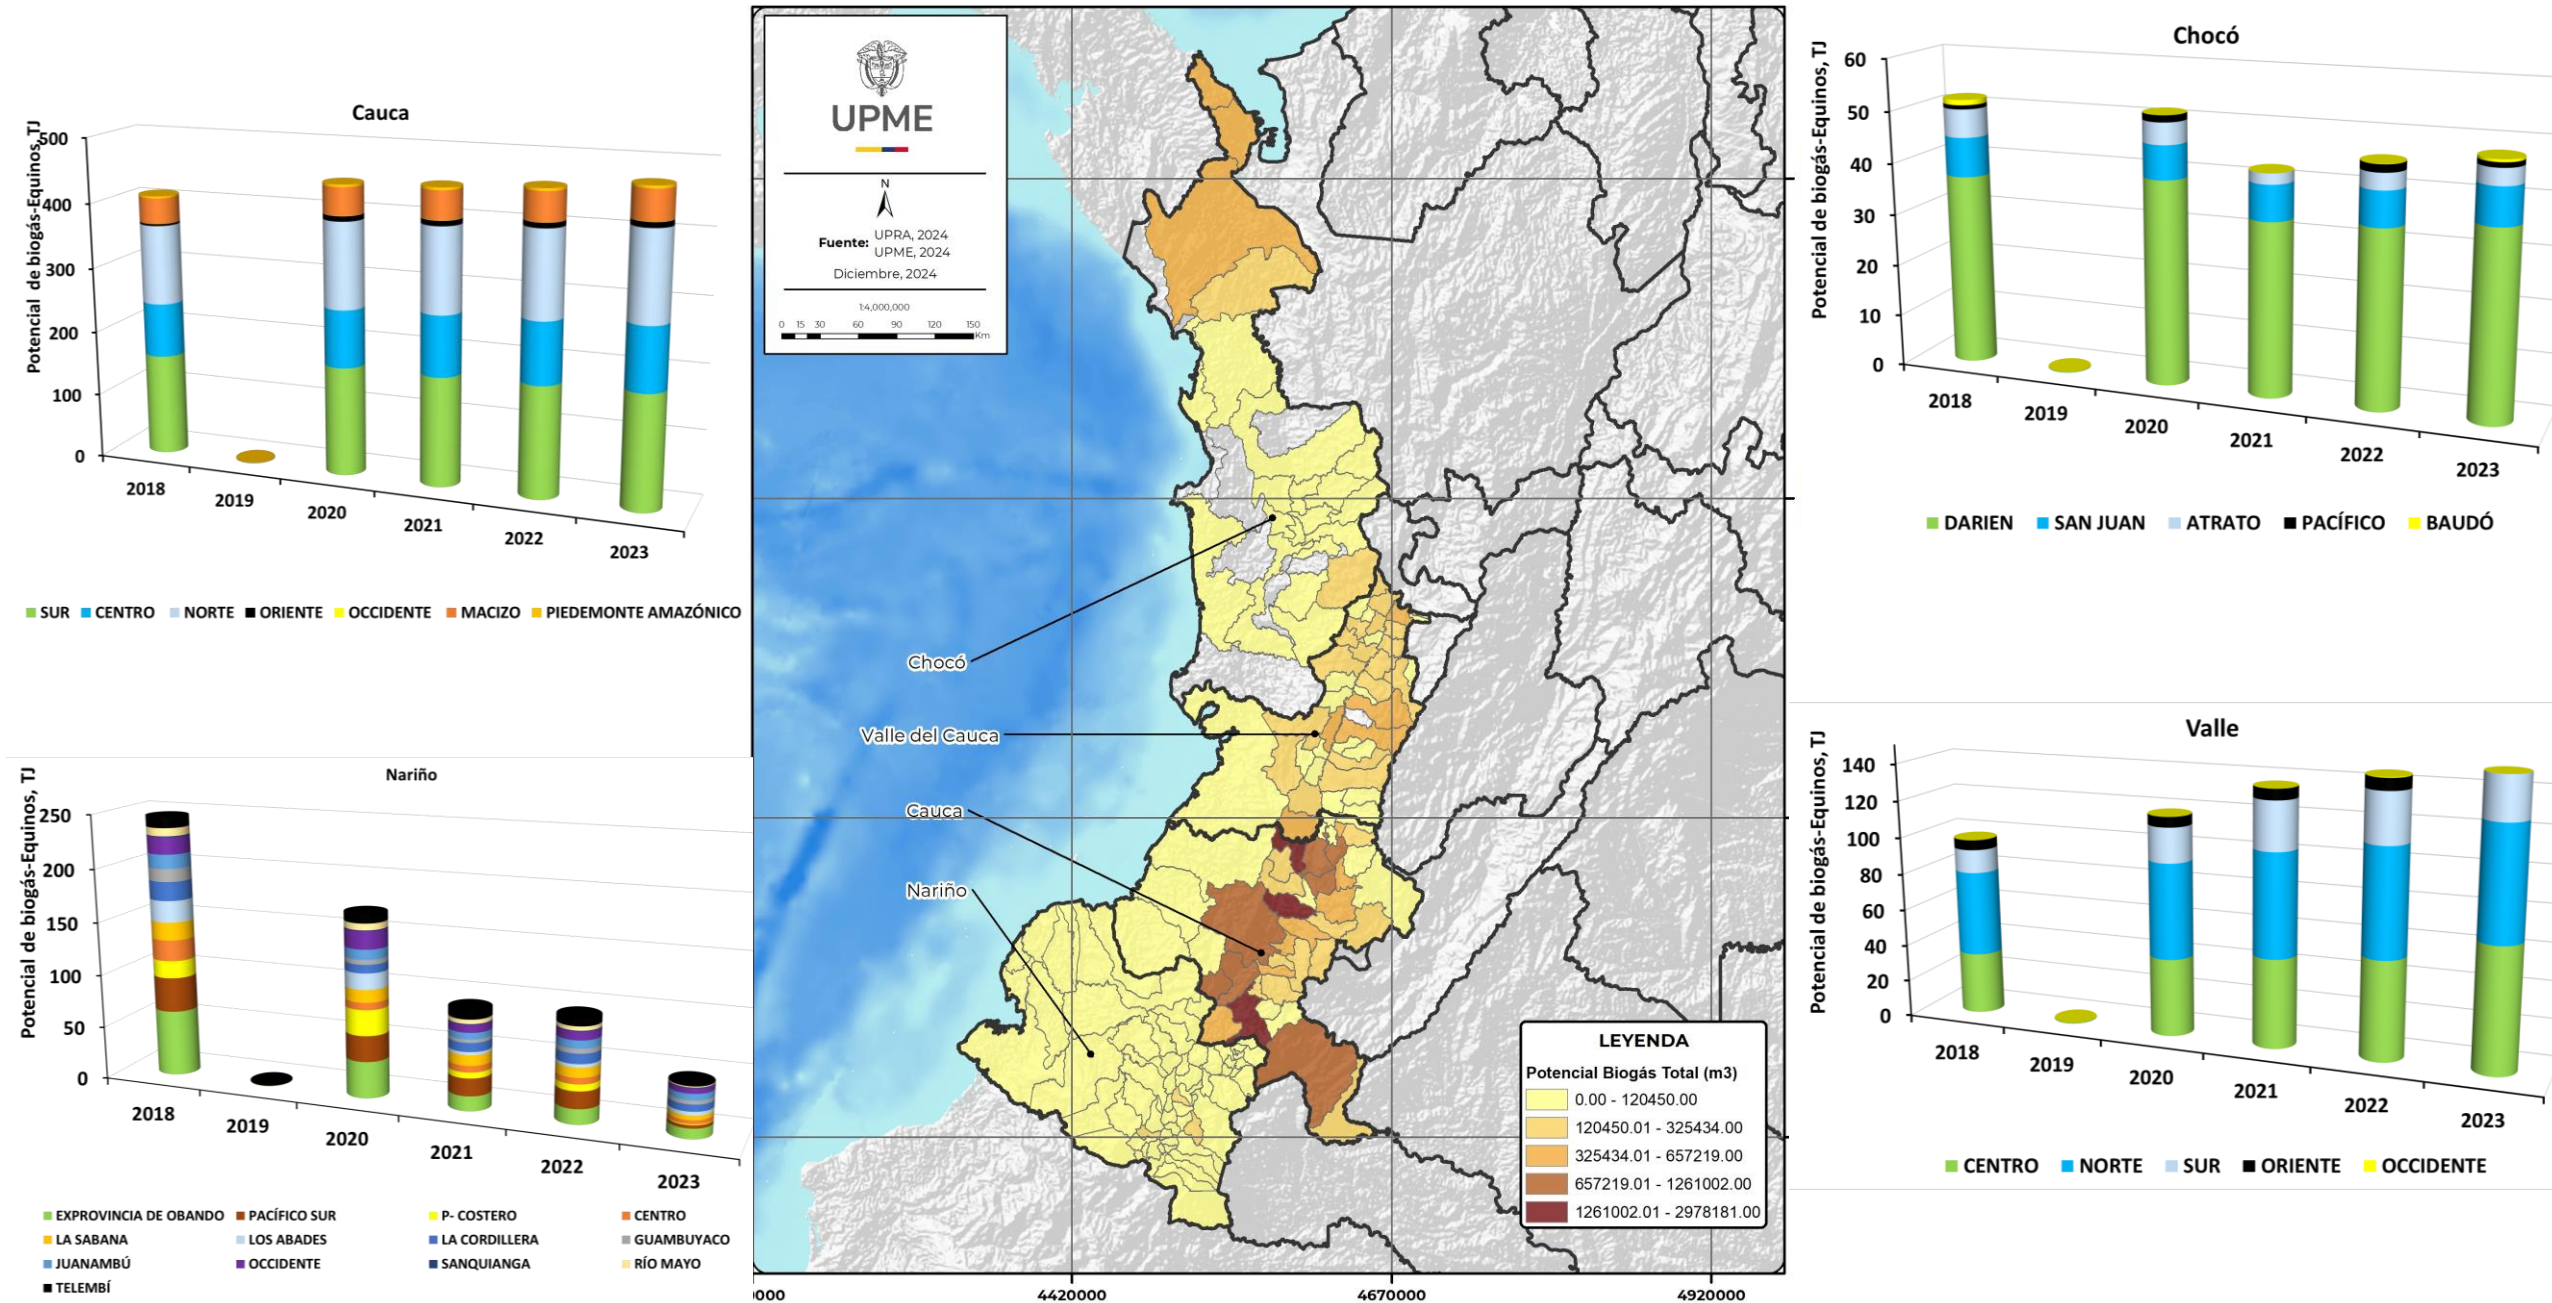 Cauca
Potencial de biogás-Equinos,TJ
500
400
300
200
100
0
2018
2019
2020
2021
2022
2023
SUR
CENTRO
NORTE
ORIENTE
OCCIDENTE
MACIZO
PIEDEMONTE AMAZÓNICO
Nariño
Potencial de biogás-Equinos, TJ
250
200
150
100
50
0
2018
2019
2020
2021
2022
2023
EXPROVINCIA DE OBANDO
PACÍFICO SUR
P- COSTERO
CENTRO
LA SABANA
LOS ABADES
LA CORDILLERA
GUAMBUYACO
JUANAMBÚ
OCCIDENTE
SANQUIANGA
RÍO MAYO
TELEMBÍ
UPME
N
Fuente: UPRA, 2024
UPME, 2024
Diciembre, 2024
1:4,000,000
0 15 30 60 90 120 150
Km
Chocó
Valle del Cauca
Cauca
Nariño
LEYENDA
Potencial Biogás Total (m3)
0.00 - 120450.00
120450.01 - 325434.00
325434.01 - 657219.00
657219.01 - 1261002.00
1261002.01 - 2978181.00
4420000
4670000
4920000
Chocó
Potencial de biogás-Equinos, TJ
60
50
40
30
20
10
0
2018
2019
2020
2021
2022
2023
DARIEN
SAN JUAN
ATRATO
PACÍFICO
BAUDÓ
Valle
Potencial de biogás-Equinos, TJ
140
120
100
80
60
40
20
0
2018
2019
2020
2021
2022
2023
CENTRO
NORTE
SUR
ORIENTE
OCCIDENTE